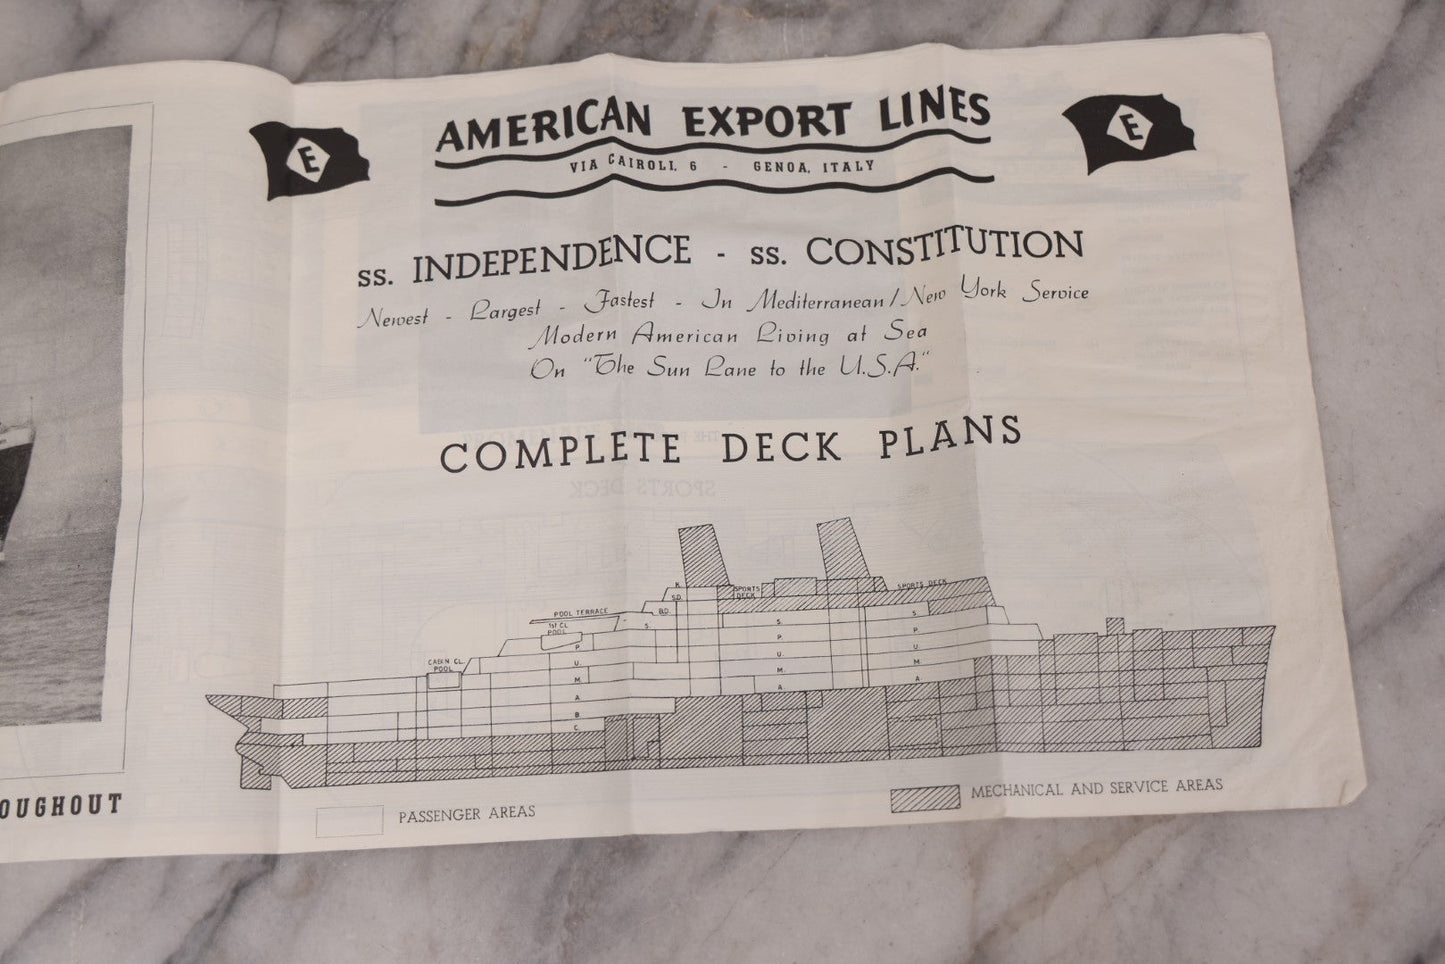 AMERICAN EXPORT LINES
VIA CAIROLI, 6 - GENOA, ITALY
E
E
ss. INDEPENDENCE - ss. CONSTITUTION
Newest - Largest - Fastest - In Mediterranean/New York Service
Modern American Living at Sea
On "The Sun Lane to the U.S.A."
COMPLETE DECK PLANS
SPORTS DECK
K.
S.D.
SPORTS
DECK
SPORTS DECK
POOL TERRACE
B.D.
1st CL.
POOL
S.
S.
S.
CABIN CL.
POOL
P.
P.
P.
U.
U.
U.
M.
M.
M.
A.
A.
A.
B.
C.
OUGHOUT
PASSENGER AREAS
MECHANICAL AND SERVICE AREAS